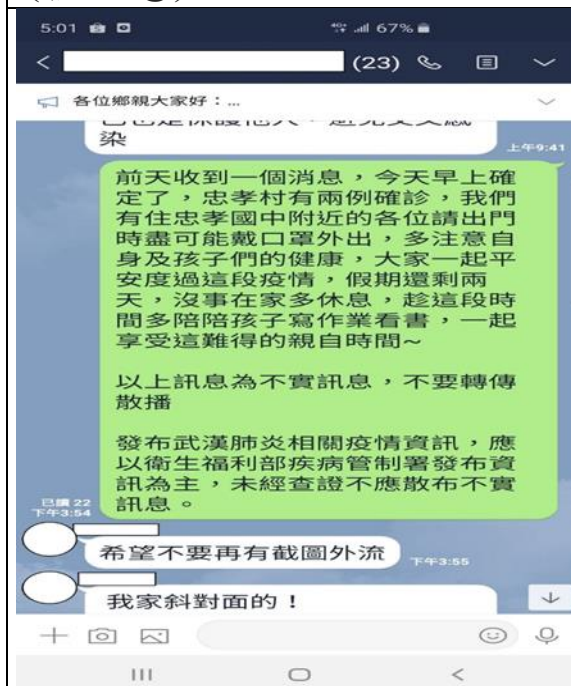 5:01
67%
(23)
各位鄉親大家好：...
染
上午9:41
前天收到一個消息，今天早上確
定了，忠孝村有兩例確診，我們
有住忠孝國中附近的各位請出門
時盡可能戴口罩外出，多注意自
身及孩子們的健康，大家一起平
安度過這段疫情，假期還剩兩
天，沒事在家多休息，趁這段時
間多陪陪孩子寫作業看書，一起
享受這難得的親自時間~
以上訊息為不實訊息，不要轉傳
散播
發布武漢肺炎相關疫情資訊，應
以衛生福利部疾病管制署發布資
訊為主，未經查證不應散布不實
訊息。
已讀 22
下午3:54
希望不要再有截圖外流
下午3:55
我家斜對面的！